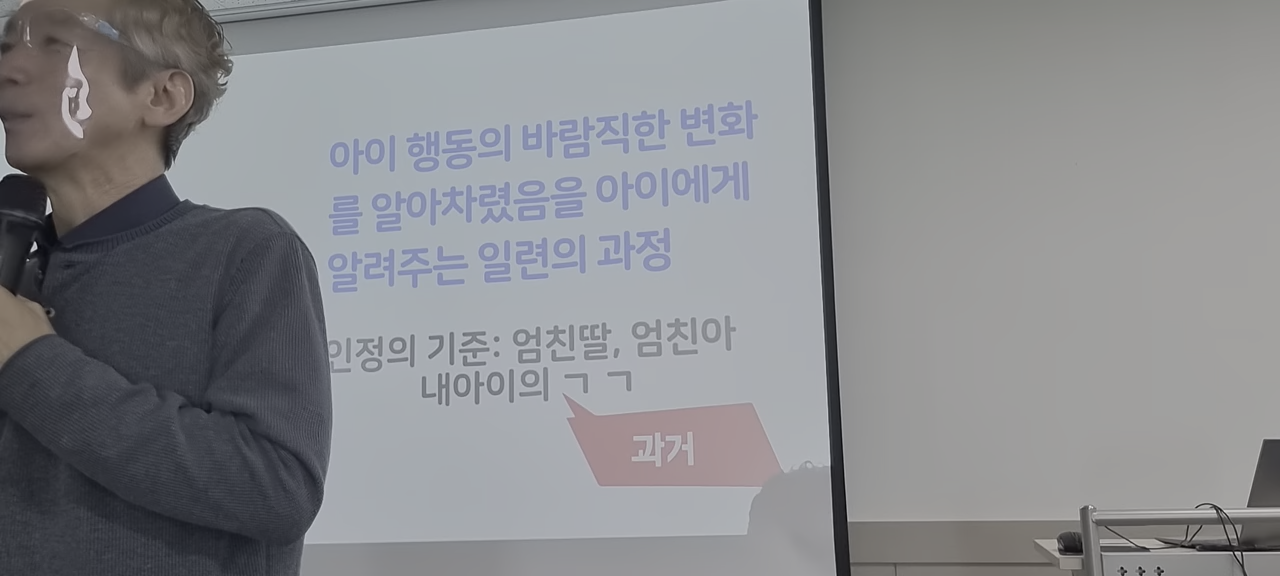 아이 행동의 바람직한 변화
를 알아차렸음을 아이에게
알려주는 일련의 과정
인정의 기준: 엄친딸, 엄친아
내아이의 ㄱ ㄱ
과거